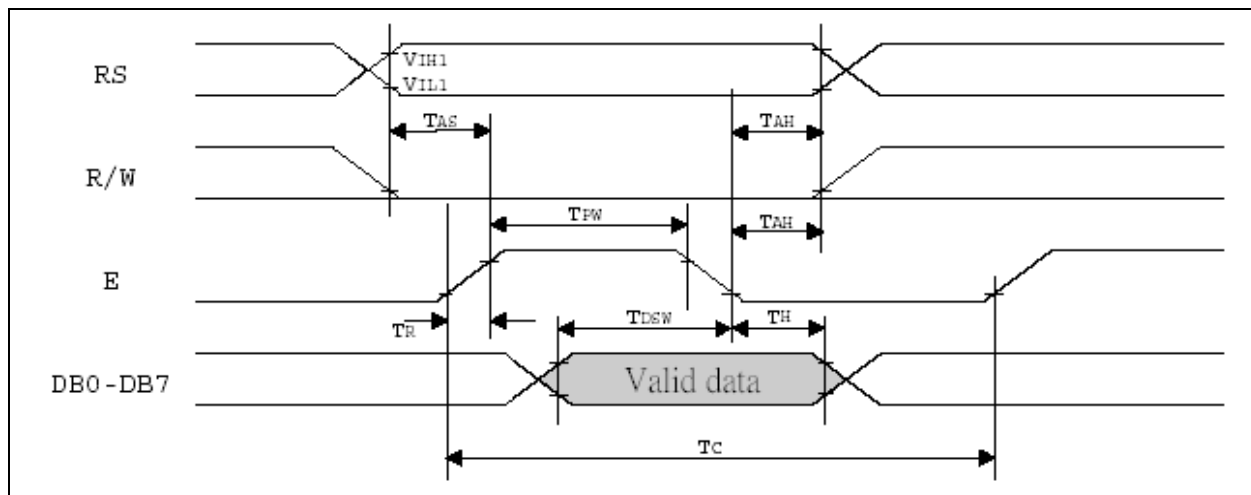 RS
VIH1
VIL1
TAS
TAH
R/W
TPW
TAH
E
TR
TDSW
TH
DB0-DB7
Valid data
TC